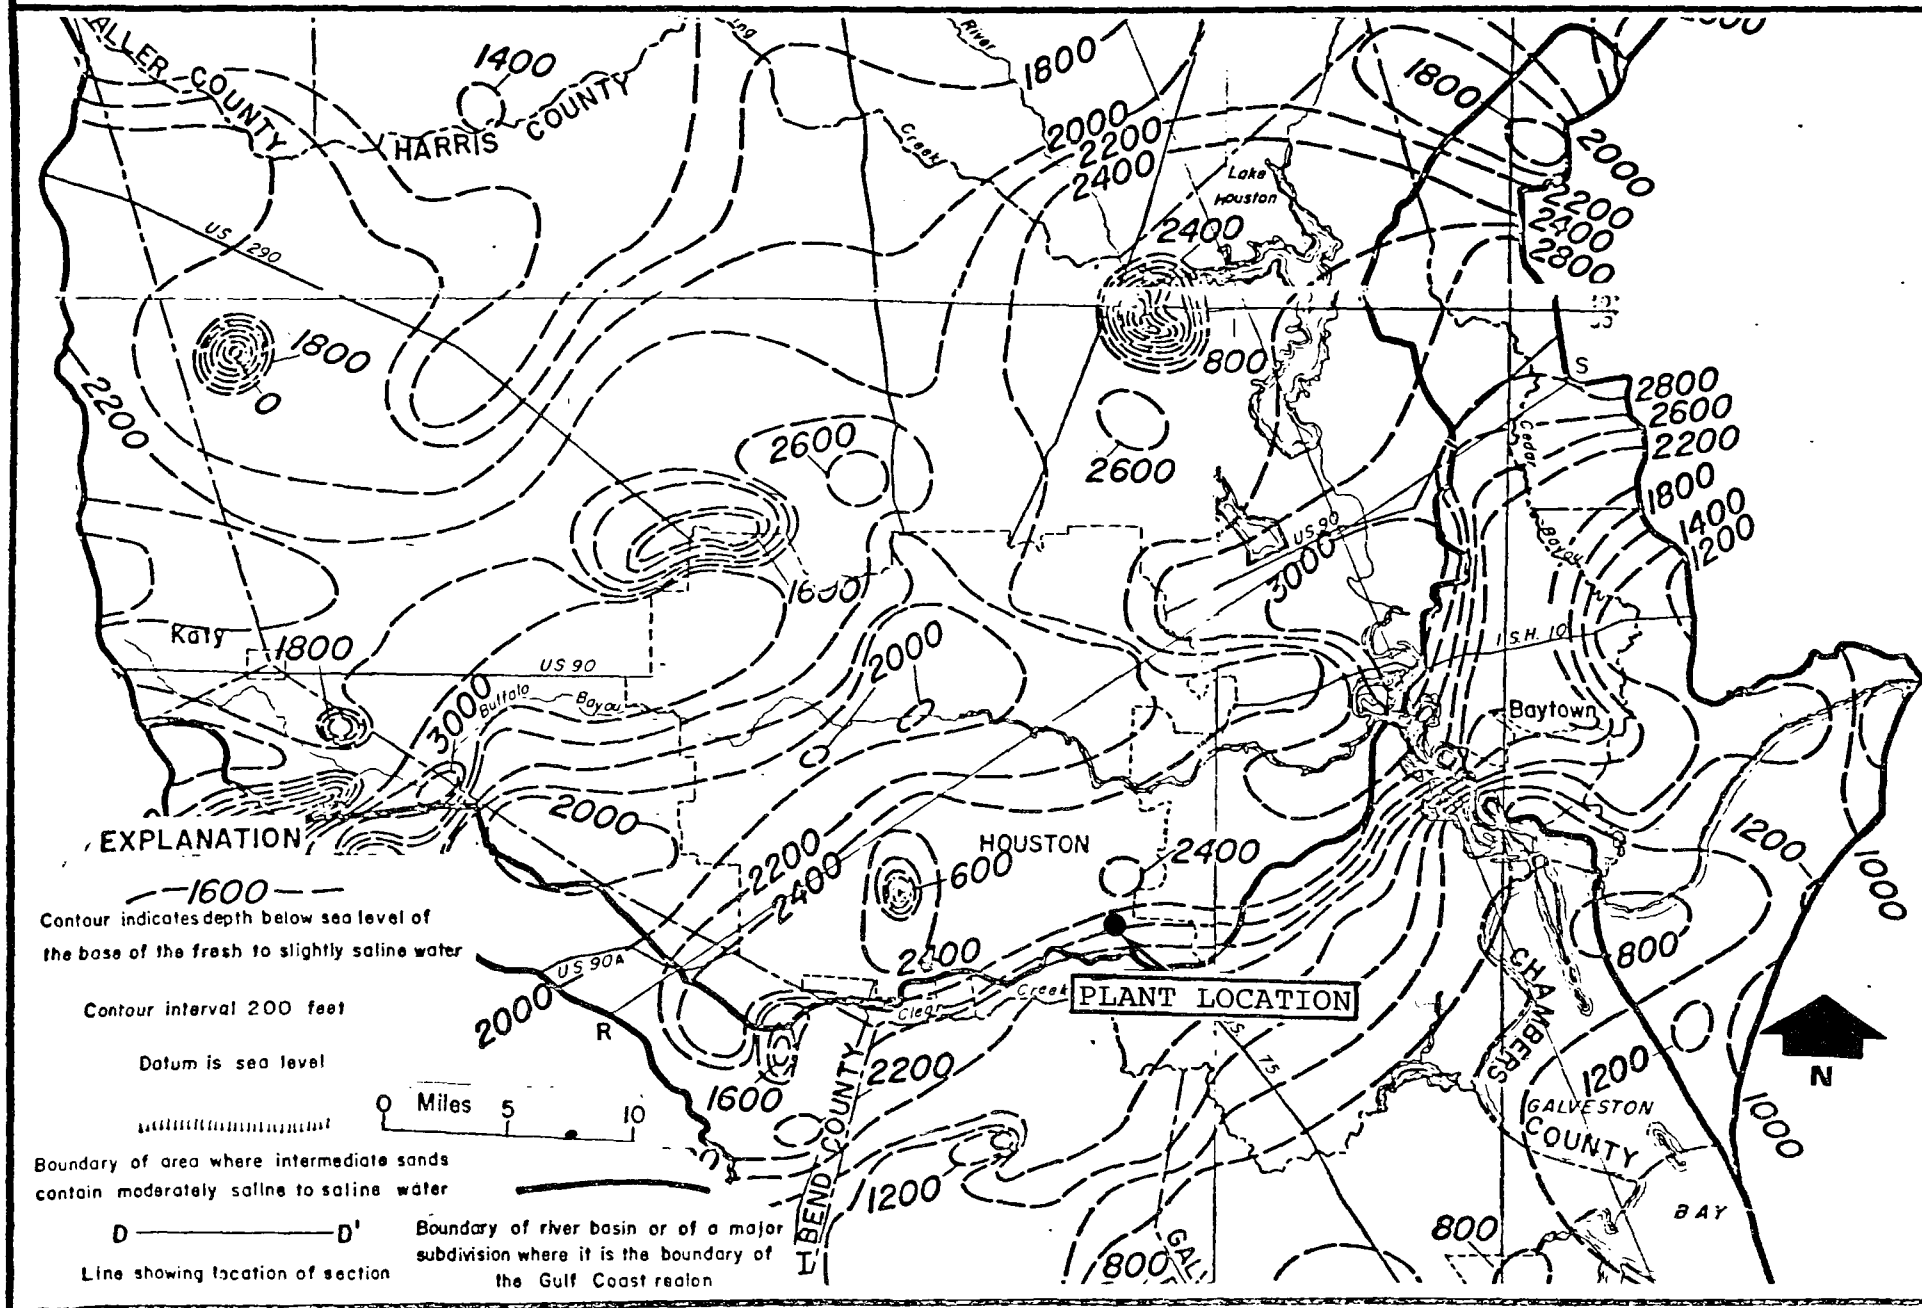 ALLER COUNTY
HARRIS COUNTY
1400
ing
Creek
River
1800
2000
2200
2400
Lake
Houston
2400
800
1800
2000
2200
2400
2800
US 290
1800
0
2200
2600
2600
S
2800
2600
2200
1800
1400
1200
Cedar
Bayou
US 90
3000
I.S.H. 10
Katy
1800
US 90
3000
Buffalo
Bayou
2000
Baytown
2000
2200
2400
HOUSTON
600
2400
2400
1200
1000
800
US 90A
2000
R
1600
Clear
Creek
PLANT LOCATION
2200
BEND COUNTY
1200
75
CHAMBERS
1200
GALVESTON
COUNTY
1000
BAY
800
800
GAL
N
EXPLANATION
1600
Contour indicates depth below sea level of
the base of the fresh to slightly saline water
Contour interval 200 feet
Datum is sea level
0 Miles 5 10
Boundary of area where intermediate sands
contain moderately saline to saline water
D D'
Line showing location of section
Boundary of river basin or of a major
subdivision where it is the boundary of
the Gulf Coast region